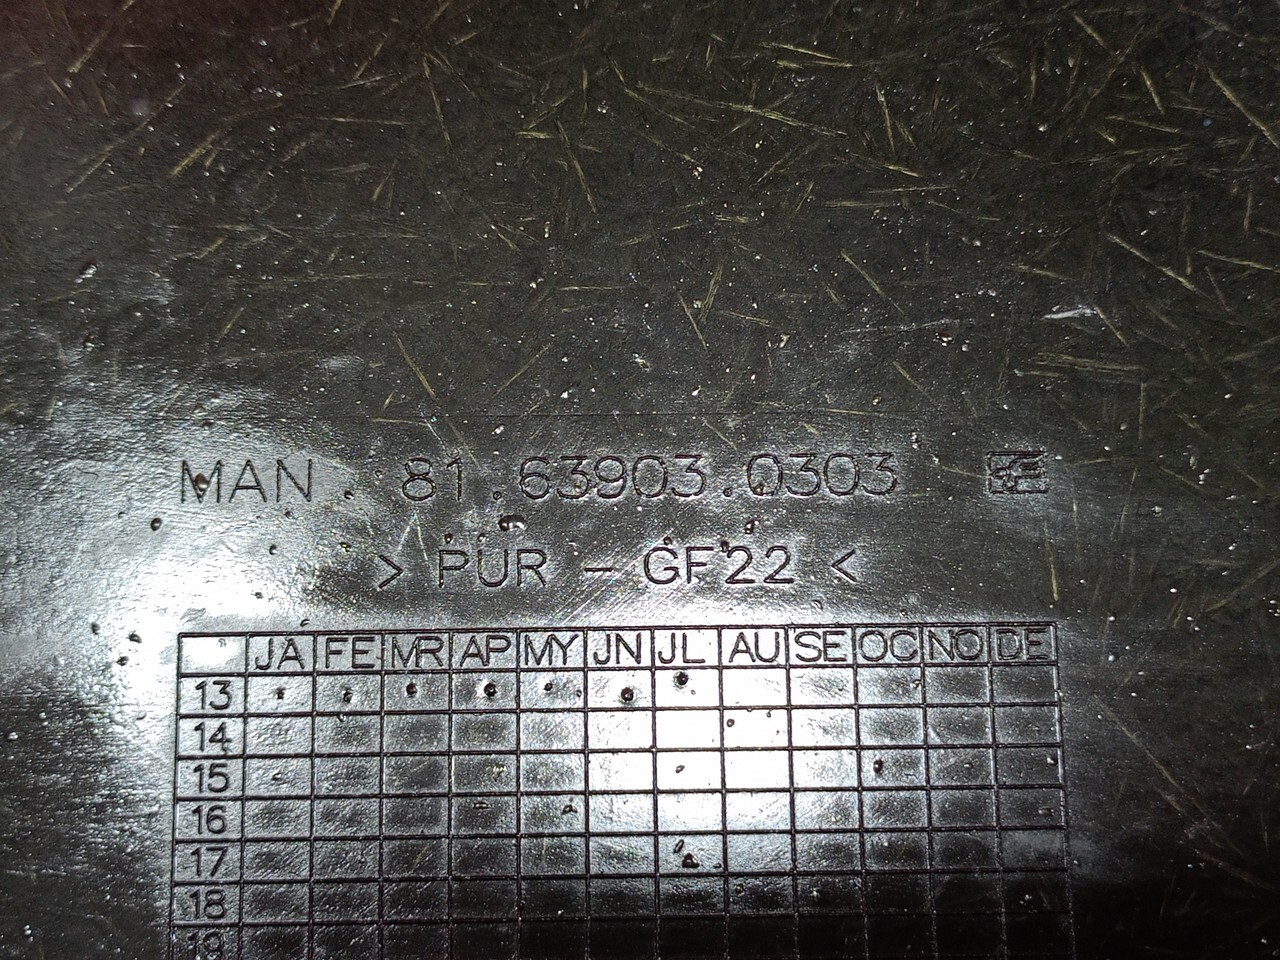 MAN. 81.63903.0303
> PUR - GF22 <
JA FE MR AP MY JN JL AU SE OC NO DE
13
14
15
16
17
18
19